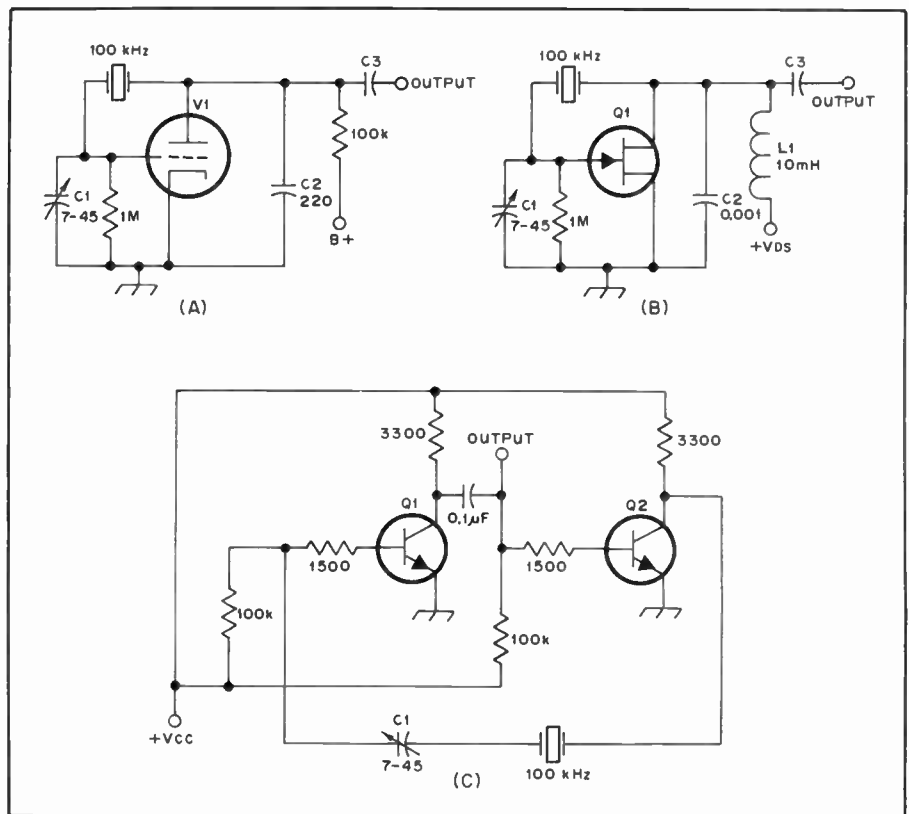 100 kHz
C3
OUTPUT
V1
100k
C1
7-45
1M
C2
220
B+
(A)
100 kHz
C3
OUTPUT
Q1
L1
10mH
C1
7-45
1M
C2
0.001
+VDS
(B)
3300
OUTPUT
3300
Q1
0.1µF
Q2
1500
1500
100k
100k
+VCC
C1
7-45
100 kHz
(C)